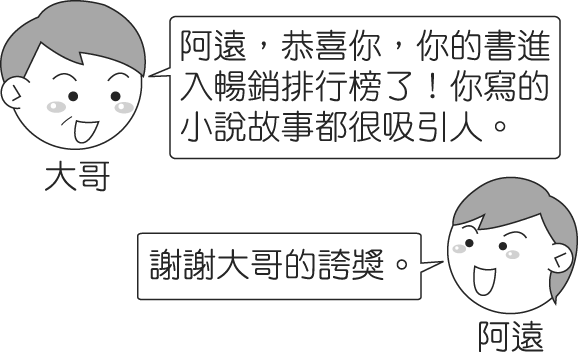 阿遠，恭喜你，你的書進
入暢銷排行榜了！你寫的
小說故事都很吸引人。
大哥
謝謝大哥的誇獎。
阿遠